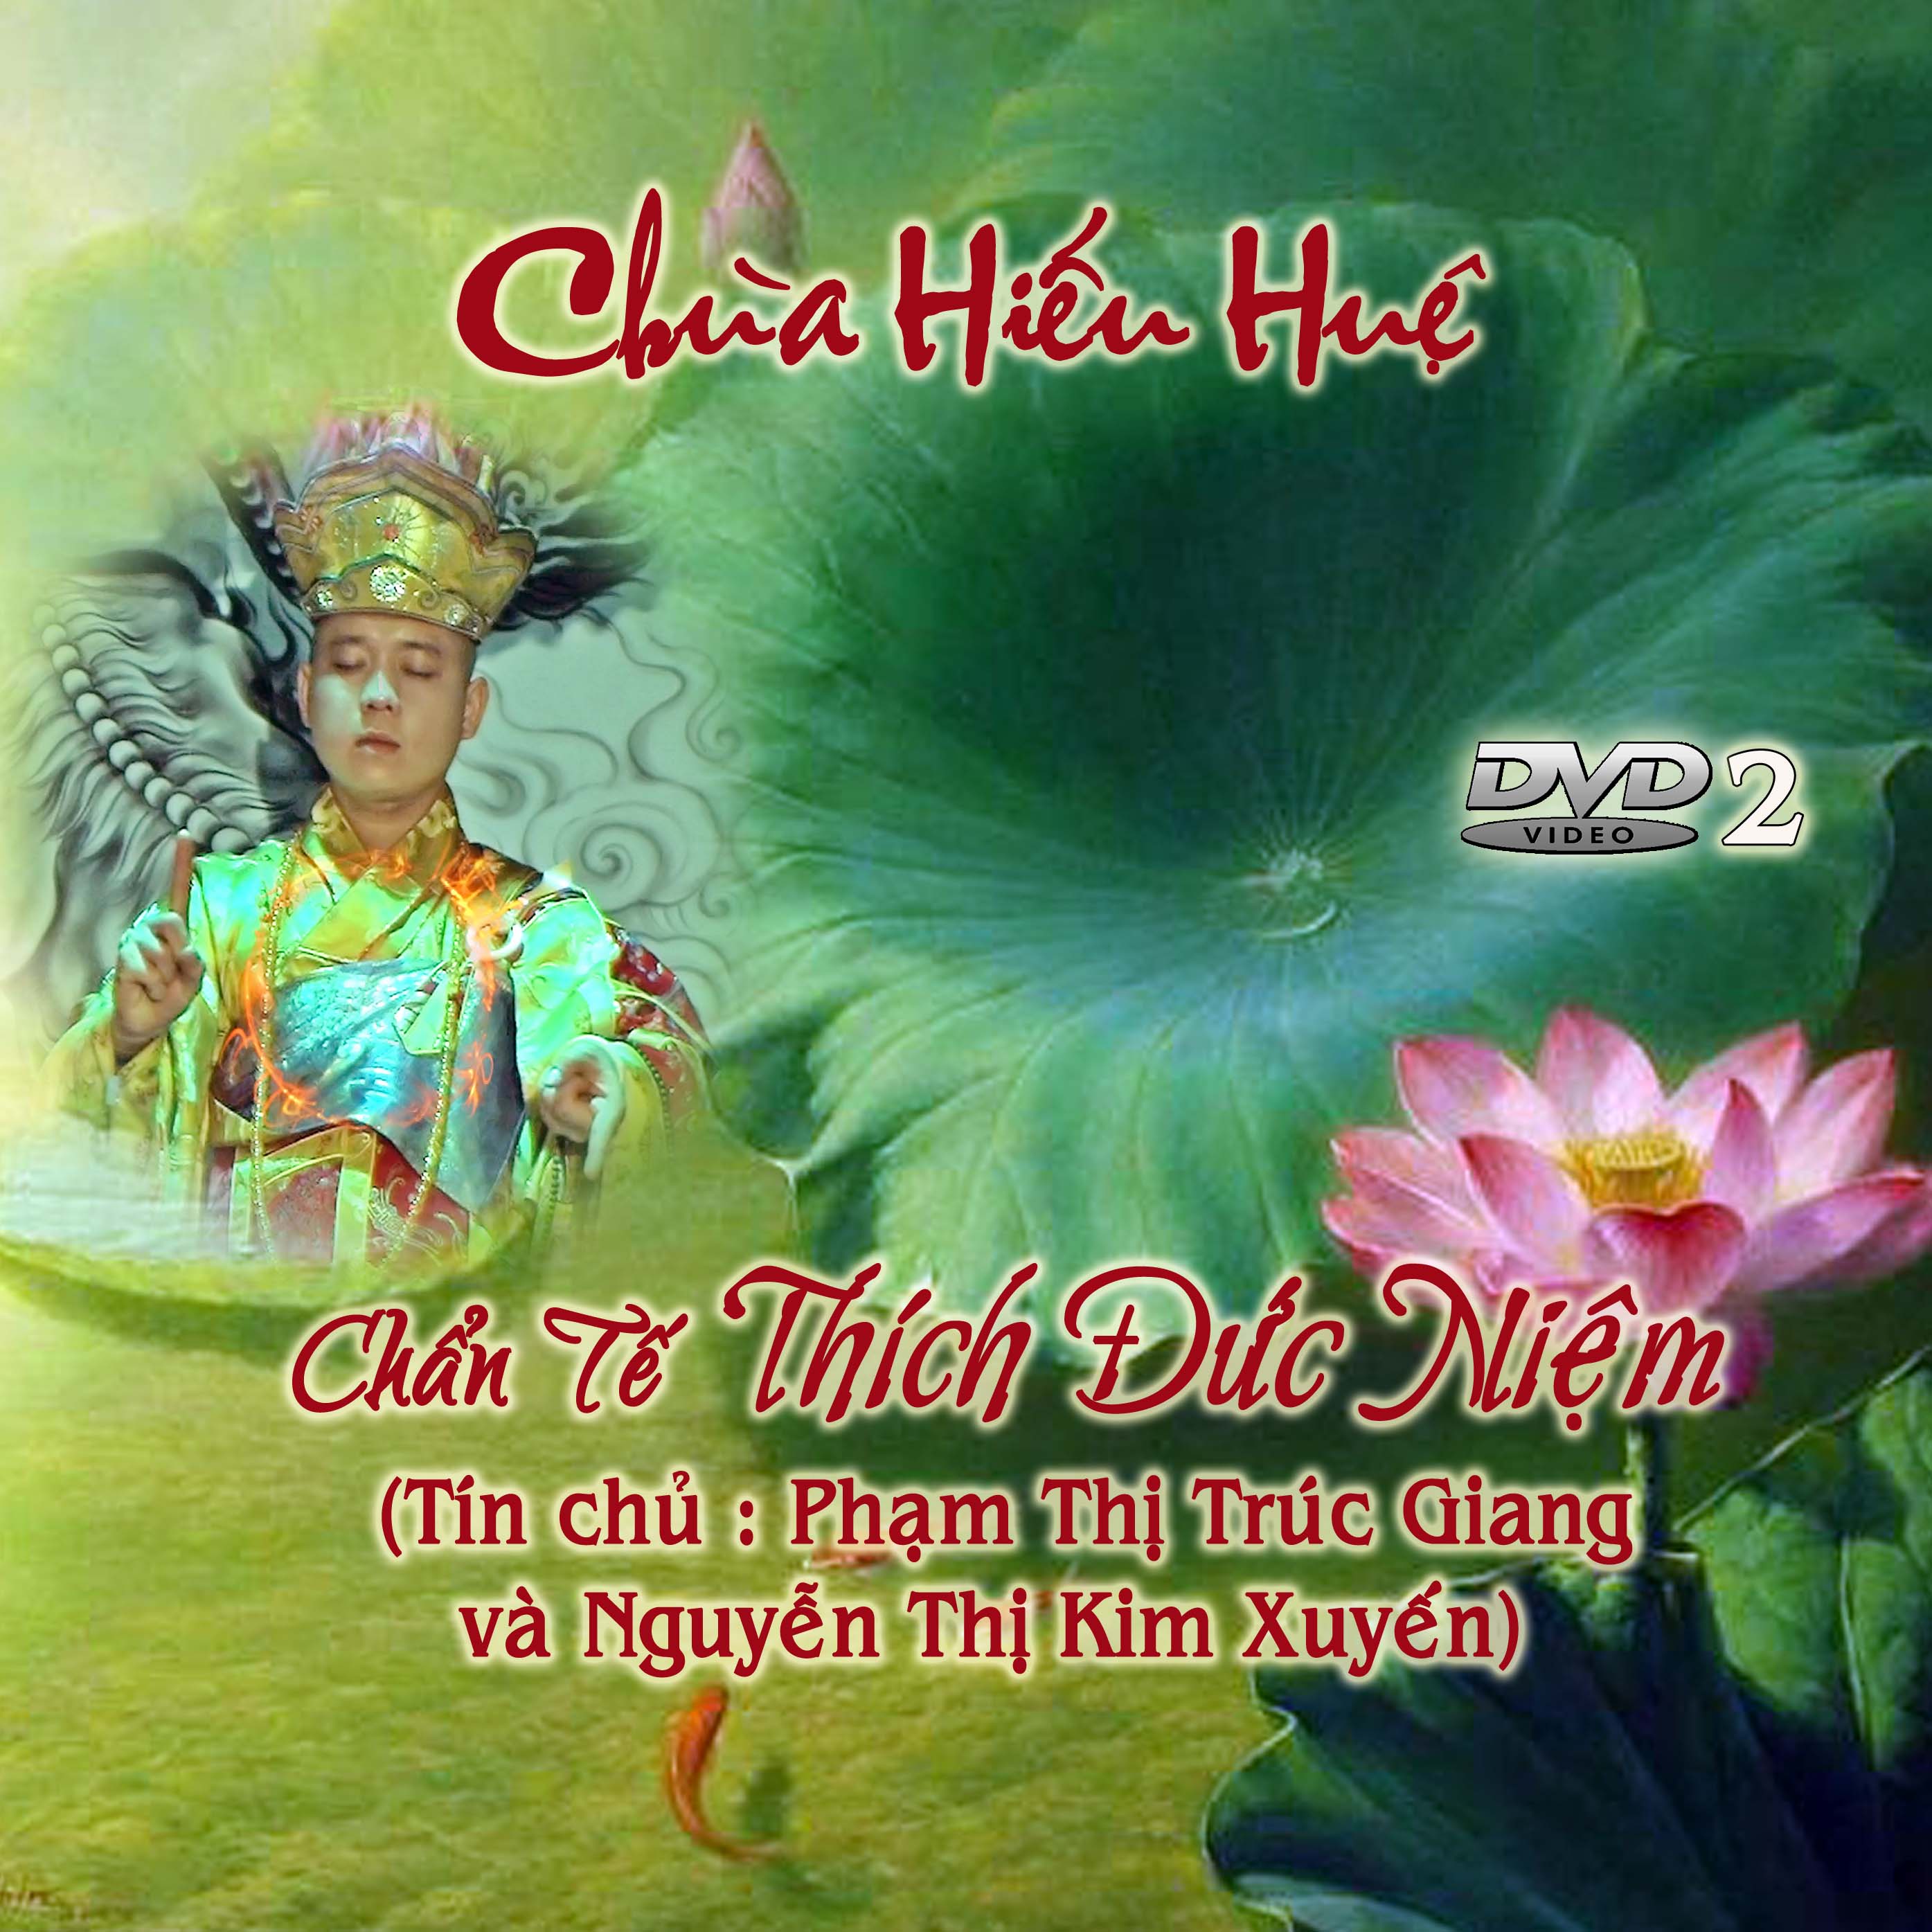 Chùa Hiếu Huệ
DVD 2
VIDEO
Chẩn Tế Thích Đức Niệm
(Tín chủ : Phạm Thị Trúc Giang
và Nguyễn Thị Kim Xuyến)